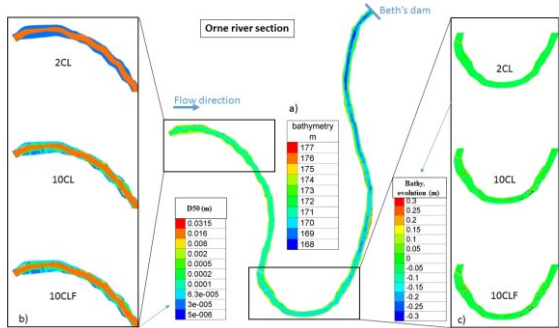 Orne river section
Beth's dam
2CL
10CL
10CLF
b)
Flow direction
a)
bathymetry
m
177
176
175
174
173
172
171
170
169
168
D50 (m)
0.0315
0.016
0.008
0.002
0.0005
0.0002
0.0001
6.3e-005
3e-005
5e-006
Bathy.
evolution (m)
0.3
0.25
0.2
0.15
0.1
0.05
0
-0.05
-0.1
-0.15
-0.2
-0.25
-0.3
2CL
10CL
10CLF
c)